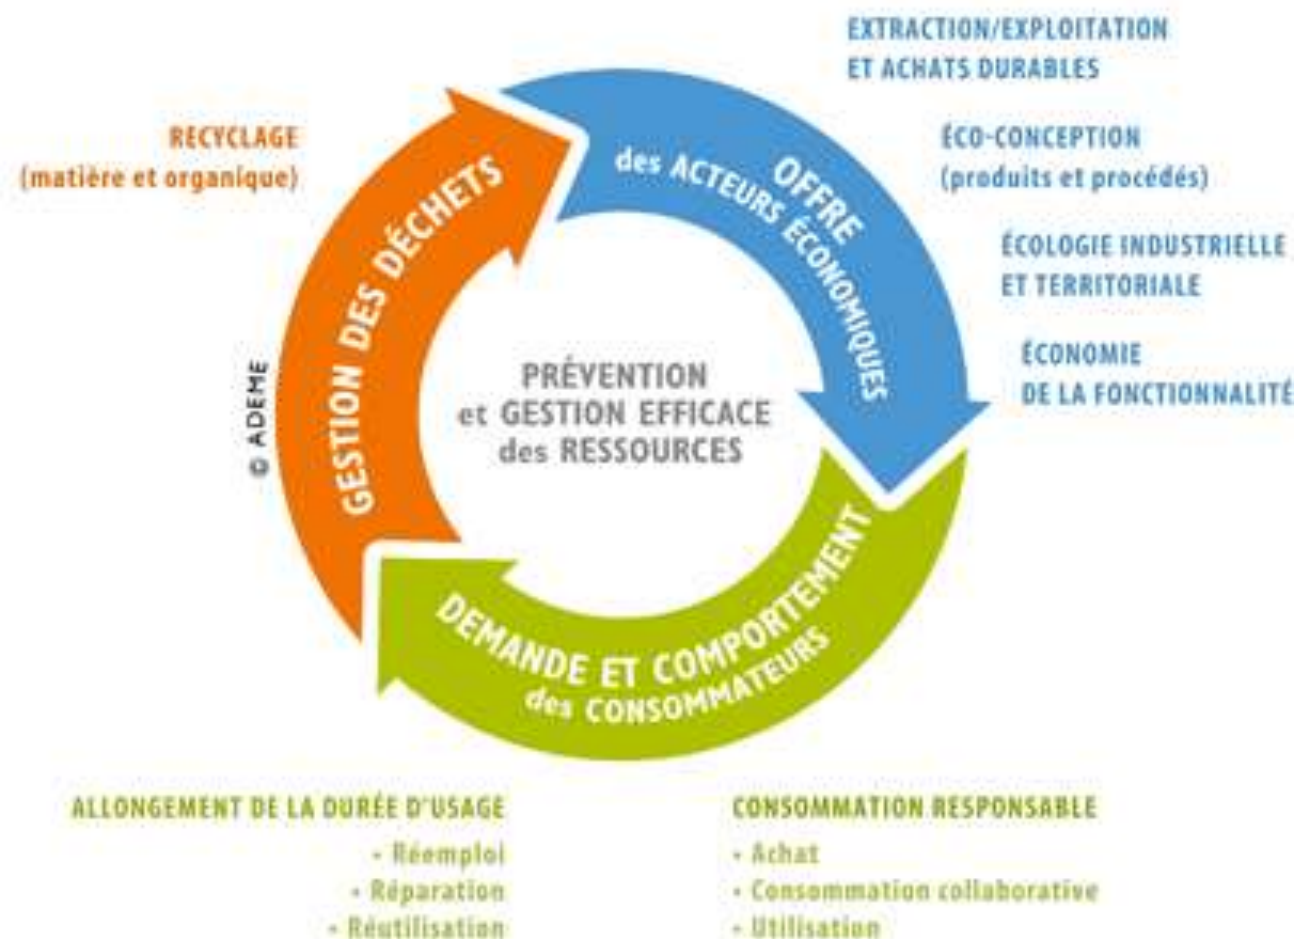 EXTRACTION/EXPLOITATION
ET ACHATS DURABLES
RECYCLAGE
(matière et organique)
ÉCO-CONCEPTION
(produits et procédés)
ÉCOLOGIE INDUSTRIELLE
ET TERRITORIALE
ÉCONOMIE
DE LA FONCTIONNALITÉ
OFFRE
des ACTEURS ÉCONOMIQUES
GESTION DES DÉCHETS
PRÉVENTION
et GESTION EFFICACE
des RESSOURCES
© ADEME
DEMANDE ET COMPORTEMENT
des CONSOMMATEURS
ALLONGEMENT DE LA DURÉE D'USAGE
- Réemploi
- Réparation
- Réutilisation
CONSOMMATION RESPONSABLE
- Achat
- Consommation collaborative
- Utilisation